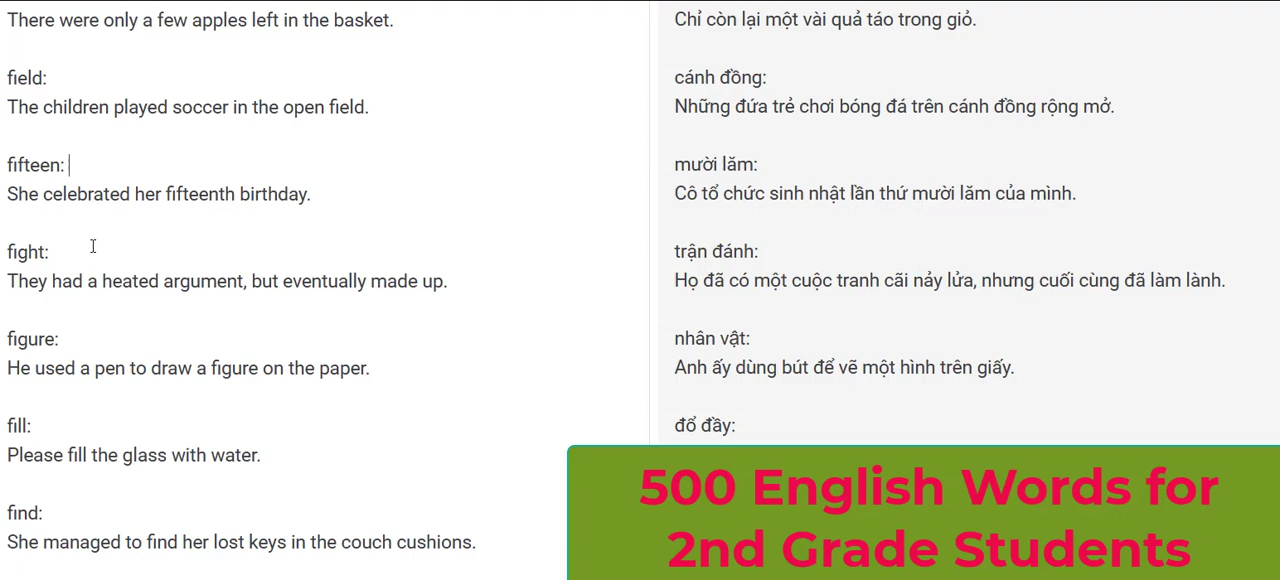 There were only a few apples left in the basket.
field:
The children played soccer in the open field.
fifteen:
She celebrated her fifteenth birthday.
fight:
They had a heated argument, but eventually made up.
figure:
He used a pen to draw a figure on the paper.
fill:
Please fill the glass with water.
find:
She managed to find her lost keys in the couch cushions.
Chỉ còn lại một vài quả táo trong giỏ.
cánh đồng:
Những đứa trẻ chơi bóng đá trên cánh đồng rộng mở.
mười lăm:
Cô tổ chức sinh nhật lần thứ mười lăm của mình.
trận đánh:
Họ đã có một cuộc tranh cãi nảy lửa, nhưng cuối cùng đã làm lành.
nhân vật:
Anh ấy dùng bút để vẽ một hình trên giấy.
đổ đầy:
500 English Words for
2nd Grade Students